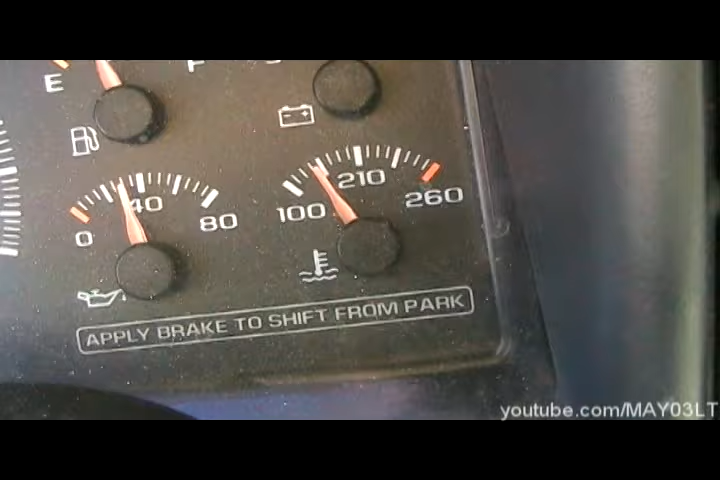 E F
40 210
0 80 100 260
APPLY BRAKE TO SHIFT FROM PARK
youtube.com/MAY03LT